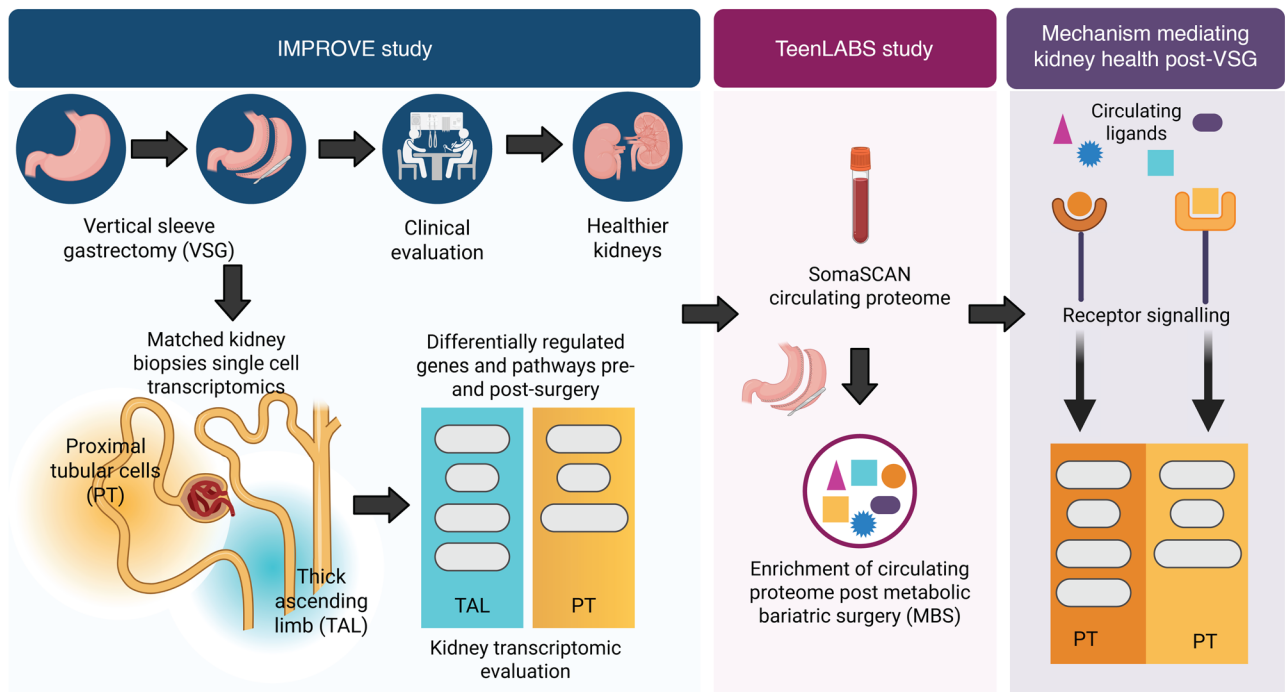 IMPROVE study
Vertical sleeve
gastrectomy (VSG)
Clinical
evaluation
Healthier
kidneys
Matched kidney
biopsies single cell
transcriptomics
Proximal
tubular cells
(PT)
Thick
ascending
limb (TAL)
Differentially regulated
genes and pathways pre-
and post-surgery
TAL
PT
Kidney transcriptomic
evaluation
TeenLABS study
SomaSCAN
circulating proteome
Enrichment of circulating
proteome post metabolic
bariatric surgery (MBS)
Mechanism mediating
kidney health post-VSG
Circulating
ligands
Receptor signalling
PT
PT